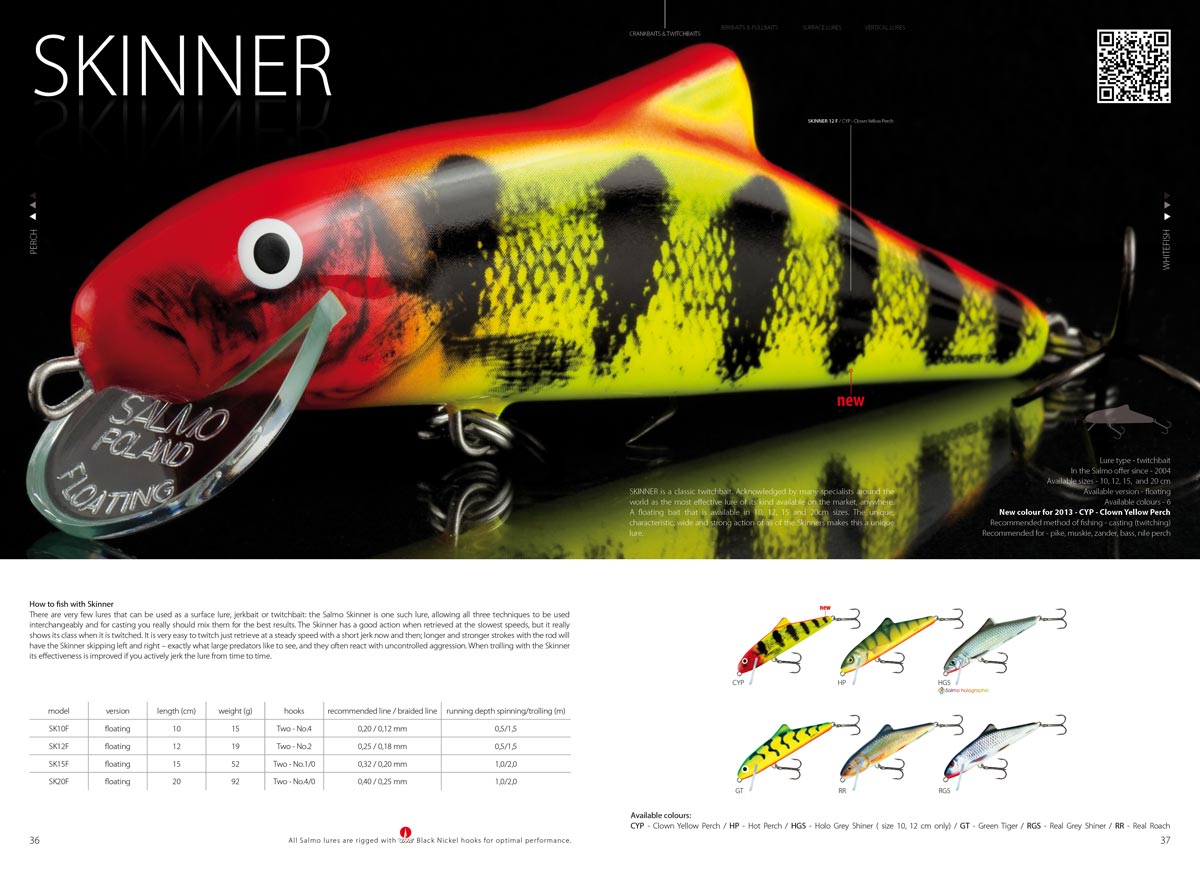 SKINNER
CRANKBAITS & TWITCHBAITS
JERKBAITS & PULLBAITS
SURFACE LURES
VERTICAL LURES
SKINNER 12 F / CYP - Clown Yellow Perch
PERCH
WHITEFISH
SALMO
POLAND
FLOATING
new
SKINNER is a classic twitchbait. Acknowledged by many specialists around the
world as the most effective lure of its kind available on the market, anywhere.
A floating bait that is available in 10, 12, 15 and 20cm sizes. The unique,
characteristic, wide and strong action of all of the Skinners makes this a unique
lure.
Lure type - twitchbait
In the Salmo offer since - 2004
Available sizes - 10, 12, 15, and 20 cm
Available version - floating
Available colours - 6
New colour for 2013 - CYP - Clown Yellow Perch
Recommended method of fishing - casting (twitching)
Recommended for - pike, muskie, zander, bass, nile perch
How to fish with Skinner
There are very few lures that can be used as a surface lure, jerkbait or twitchbait: the Salmo Skinner is one such lure, allowing all three techniques to be used
interchangeably and for casting you really should mix them for the best results. The Skinner has a good action when retrieved at the slowest speeds, but it really
shows its class when it is twitched. It is very easy to twitch just retrieve at a steady speed with a short jerk now and then; longer and stronger strokes with the rod will
have the Skinner skipping left and right – exactly what large predators like to see, and they often react with uncontrolled aggression. When trolling with the Skinner
its effectiveness is improved if you actively jerk the lure from time to time.
model version length (cm) weight (g) hooks recommended line / braided line running depth spinning/trolling (m)
SK10F floating 10 15 Two - No.4 0,20 / 0,12 mm 0,5/1,5
SK12F floating 12 19 Two - No.2 0,25 / 0,18 mm 0,5/1,5
SK15F floating 15 52 Two - No.1/0 0,32 / 0,20 mm 1,0/2,0
SK20F floating 20 92 Two - No.4/0 0,40 / 0,25 mm 1,0/2,0
new
CYP HP HGS
Salmo holographic
GT RR RGS
Available colours:
CYP - Clown Yellow Perch / HP - Hot Perch / HGS - Holo Grey Shiner ( size 10, 12 cm only) / GT - Green Tiger / RGS - Real Grey Shiner / RR - Real Roach
36
All Salmo lures are rigged with Black Nickel hooks for optimal performance.
37